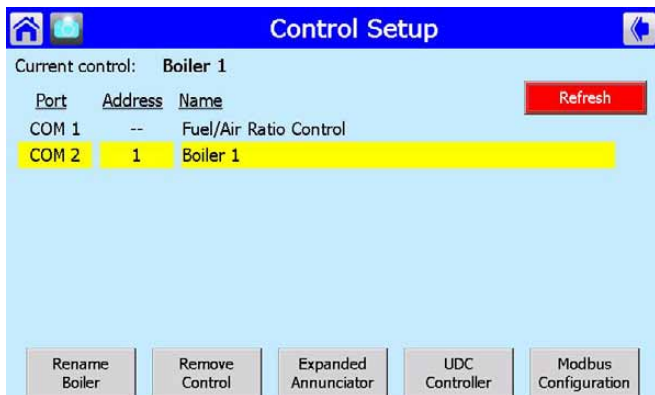 Control Setup
Current control: Boiler 1
Port Address Name
Refresh
COM 1 -- Fuel/Air Ratio Control
COM 2 1 Boiler 1
Rename Boiler
Remove Control
Expanded Annunciator
UDC Controller
Modbus Configuration